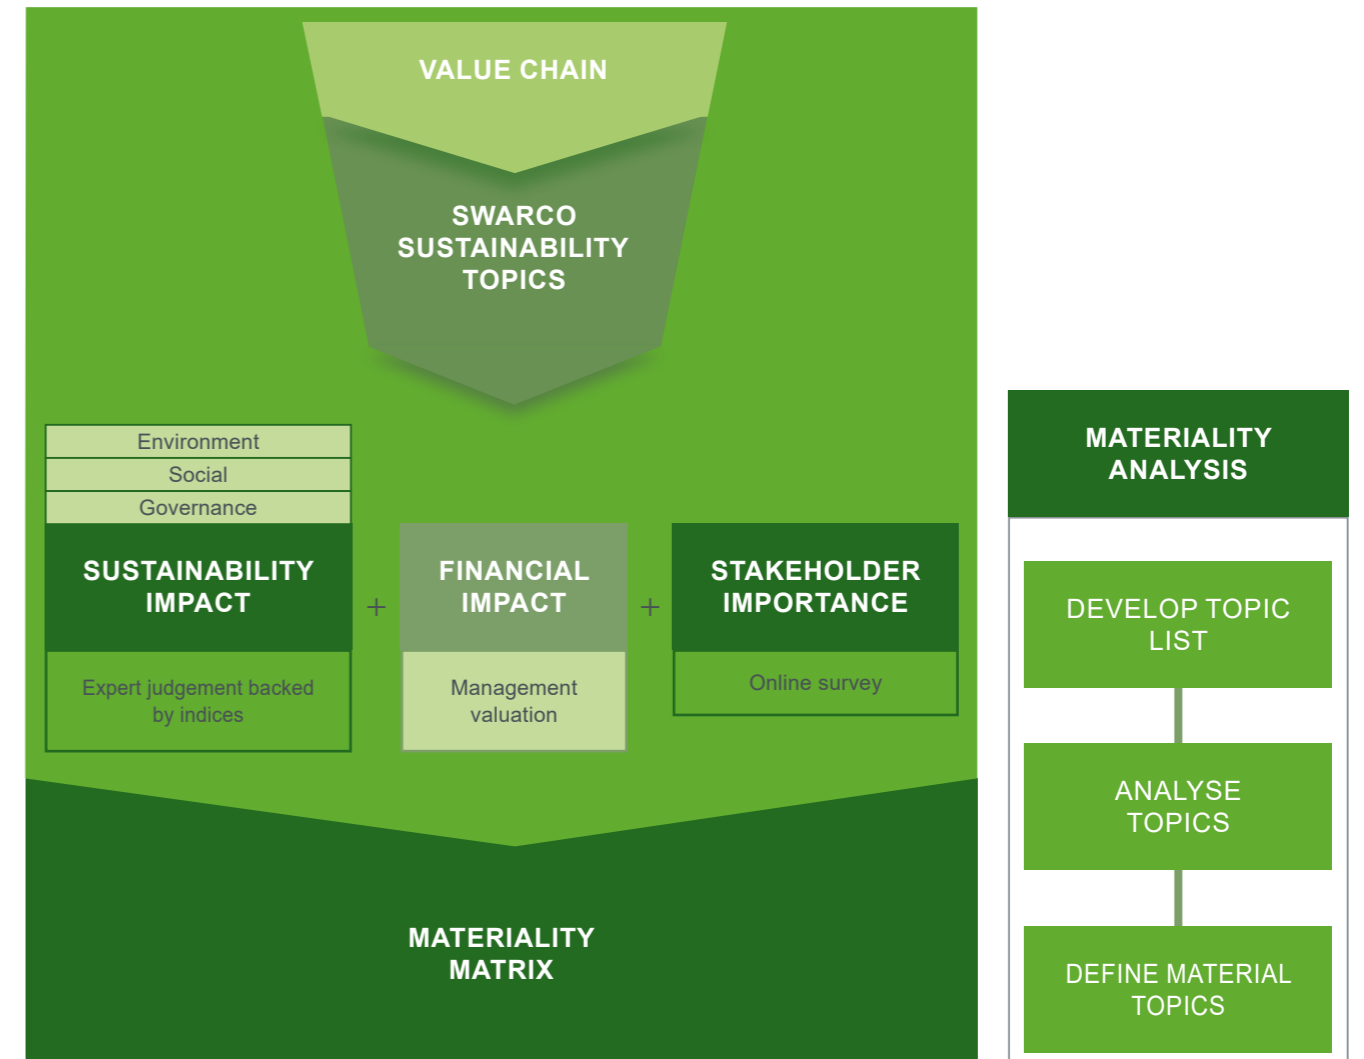 VALUE CHAIN
SWARCO
SUSTAINABILITY
TOPICS
Environment
Social
Governance
SUSTAINABILITY
IMPACT
Expert judgement backed
by indices
+
FINANCIAL
IMPACT
Management
valuation
+
STAKEHOLDER
IMPORTANCE
Online survey
MATERIALITY
MATRIX
MATERIALITY
ANALYSIS
DEVELOP TOPIC
LIST
ANALYSE
TOPICS
DEFINE MATERIAL
TOPICS